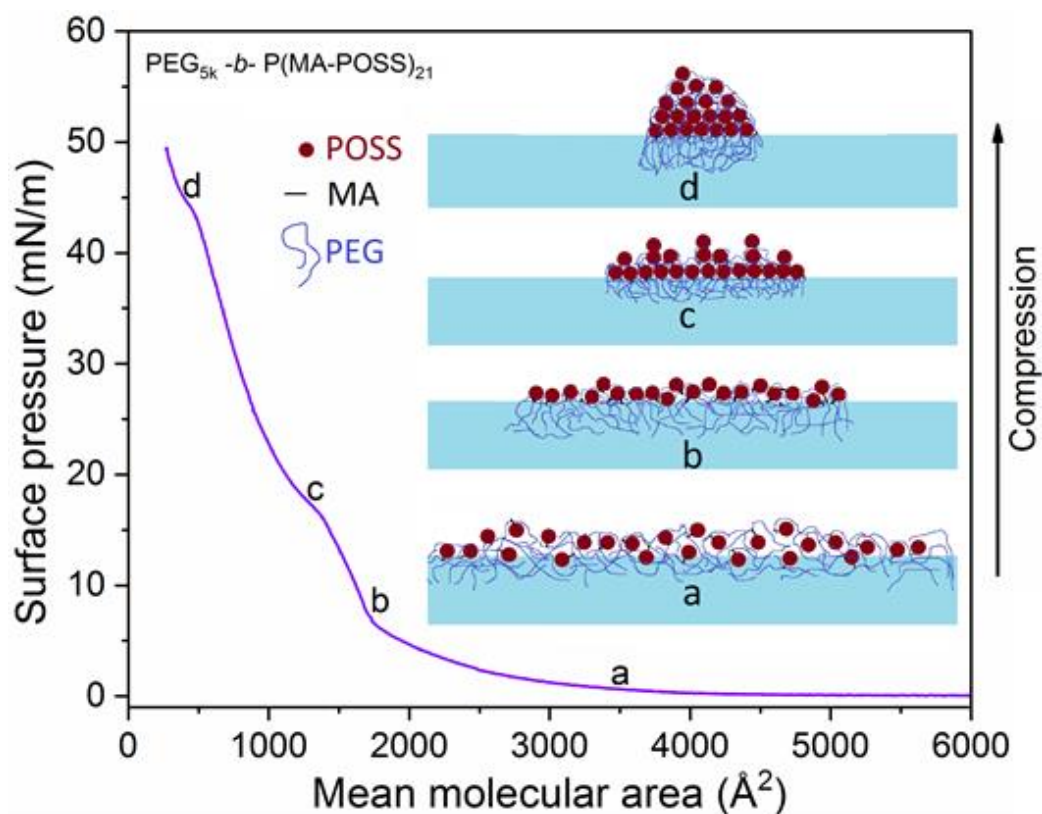 PEG5k -b- P(MA-POSS)21
POSS
MA
PEG
d
c
b
a
d
c
b
a
Compression
Surface pressure (mN/m)
60
50
40
30
20
10
0
0 1000 2000 3000 4000 5000 6000
Mean molecular area (Å²)